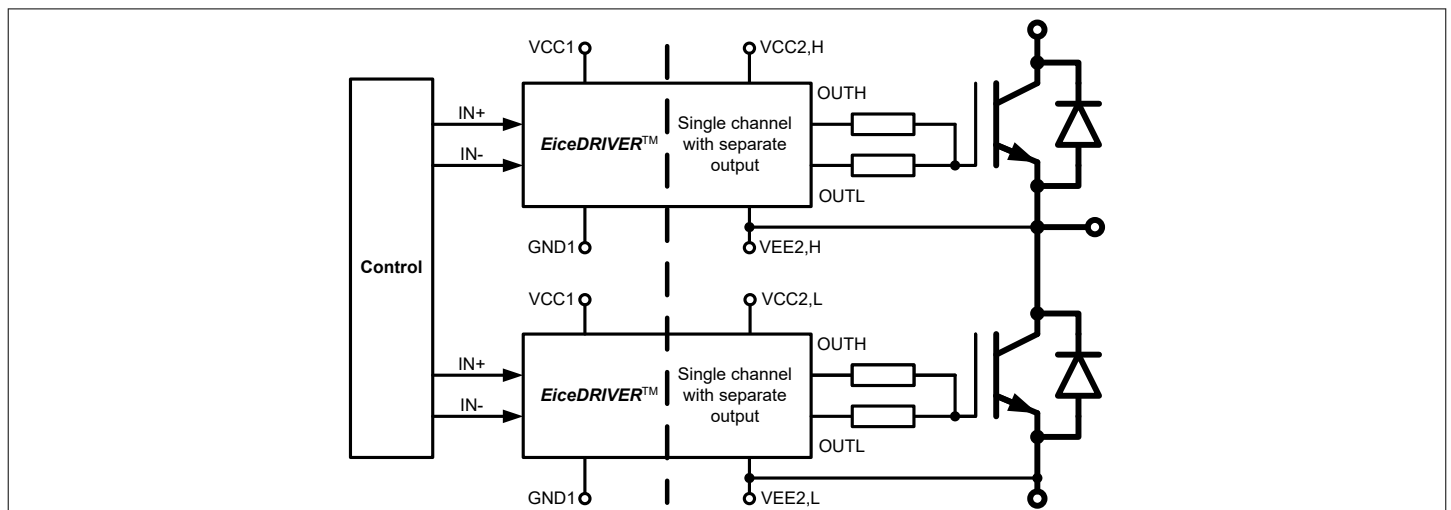 VCC1
VCC2,H
OUTH
IN+
EiceDRIVER™
Single channel
with separate
output
IN-
OUTL
GND1
VEE2,H
Control
VCC1
VCC2,L
OUTH
IN+
EiceDRIVER™
Single channel
with separate
output
IN-
OUTL
GND1
VEE2,L